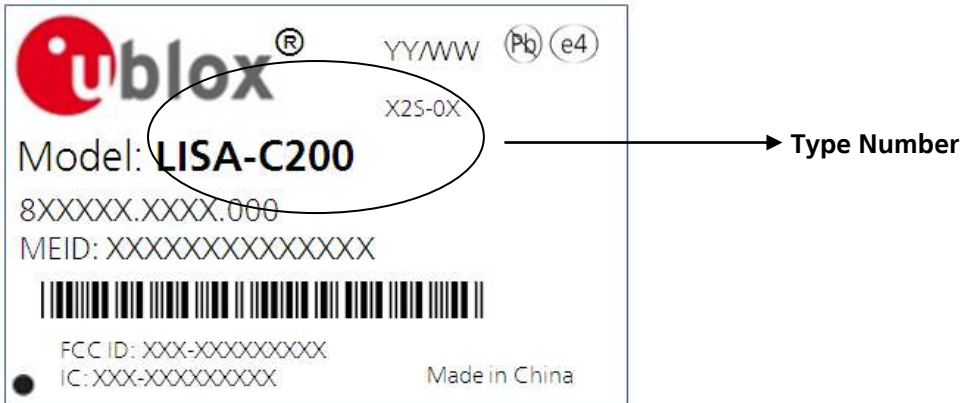 ublox® YY/WW Pb e4
X2S-0X
Model: LISA-C200
Type Number
8XXXXX.XXXX.000
MEID: XXXXXXXXXXXXXX
FCC ID: XXX-XXXXXXXXX
IC: XXX-XXXXXXXXX Made in China